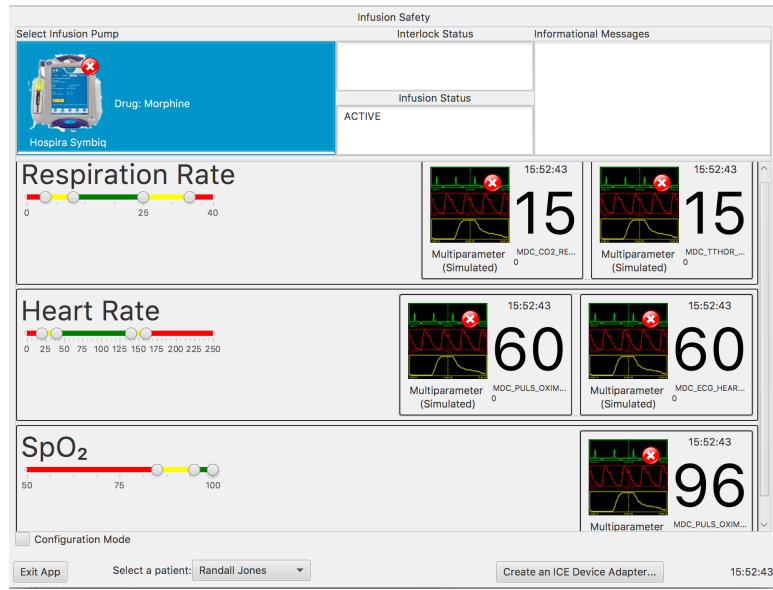 Infusion Safety
Select Infusion Pump
Interlock Status
Informational Messages
Drug: Morphine
Hospira Symbiq
Infusion Status
ACTIVE
Respiration Rate
0 25 40
15:52:43
15
Multiparameter
(Simulated)
MDC_CO2_RE...
0
15:52:43
15
Multiparameter
(Simulated)
MDC_TTHOR_...
0
Heart Rate
0 25 50 75 100 125 150 175 200 225 250
15:52:43
60
Multiparameter
(Simulated)
MDC_PULS_OXIM...
0
15:52:43
60
Multiparameter
(Simulated)
MDC_ECG_HEAR...
0
SpO₂
50 75 100
15:52:43
96
Multiparameter
MDC_PULS_OXIM...
Configuration Mode
Exit App
Select a patient:
Randall Jones
Create an ICE Device Adapter...
15:52:43